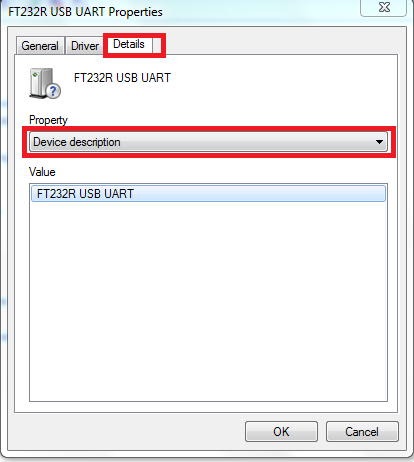 FT232R USB UART Properties
General Driver Details
FT232R USB UART
Property
Device description
Value
FT232R USB UART
OK Cancel